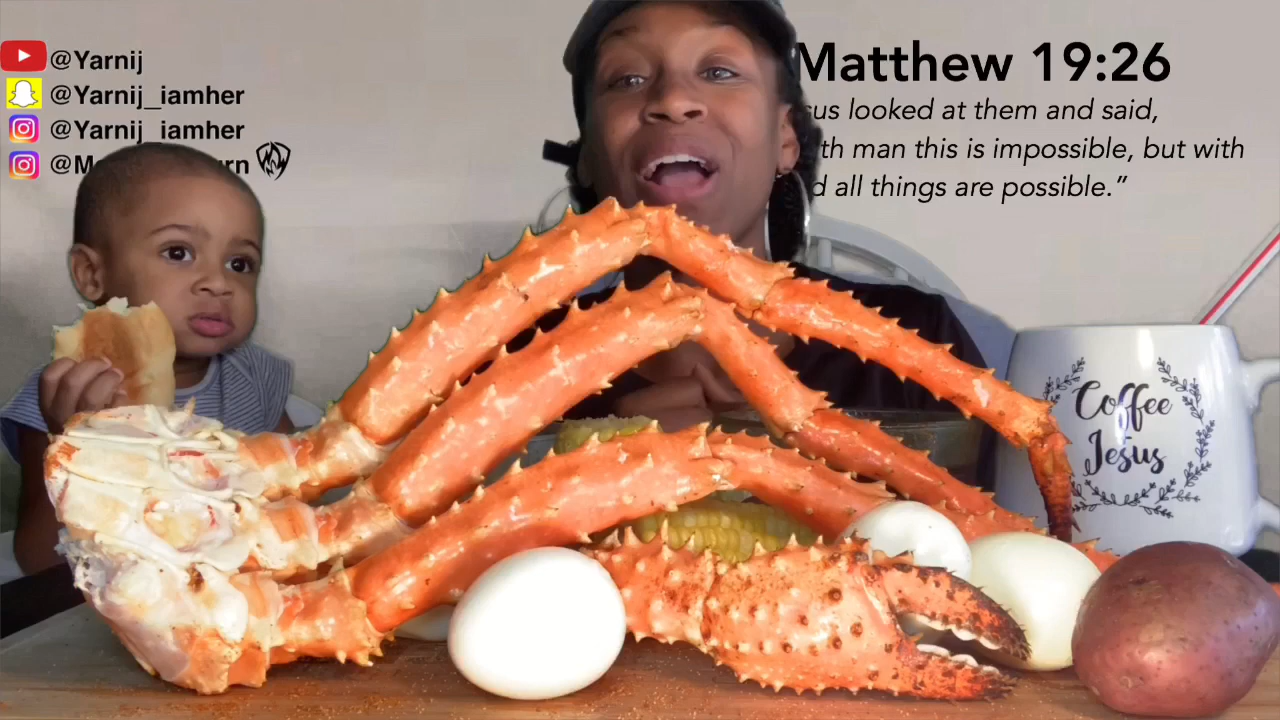 @Yarnij
@Yarnij_iamher
@Yarnij_iamher
Matthew 19:26
looked at them and said,
man this is impossible, but with
all things are possible.”
Coffee
Jesus